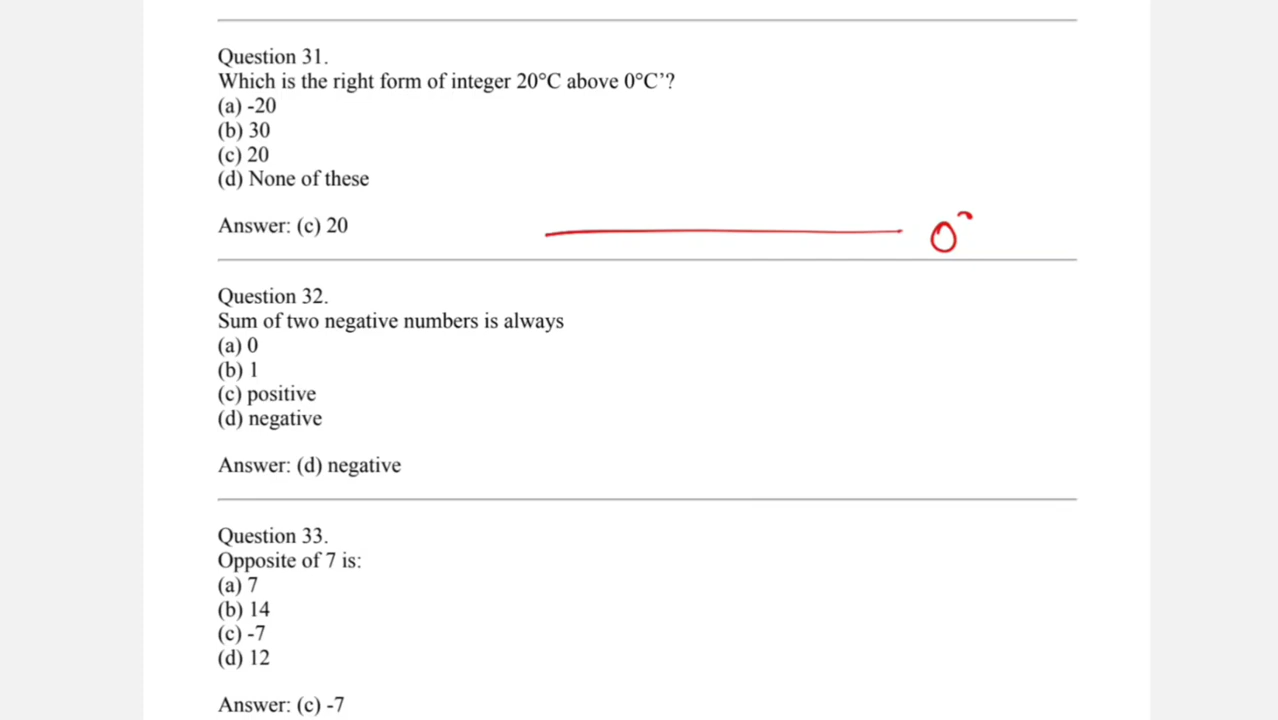 Question 31.
Which is the right form of integer 20°C above 0°C’?
(a) -20
(b) 30
(c) 20
(d) None of these
Answer: (c) 20
0°
Question 32.
Sum of two negative numbers is always
(a) 0
(b) 1
(c) positive
(d) negative
Answer: (d) negative
Question 33.
Opposite of 7 is:
(a) 7
(b) 14
(c) -7
(d) 12
Answer: (c) -7